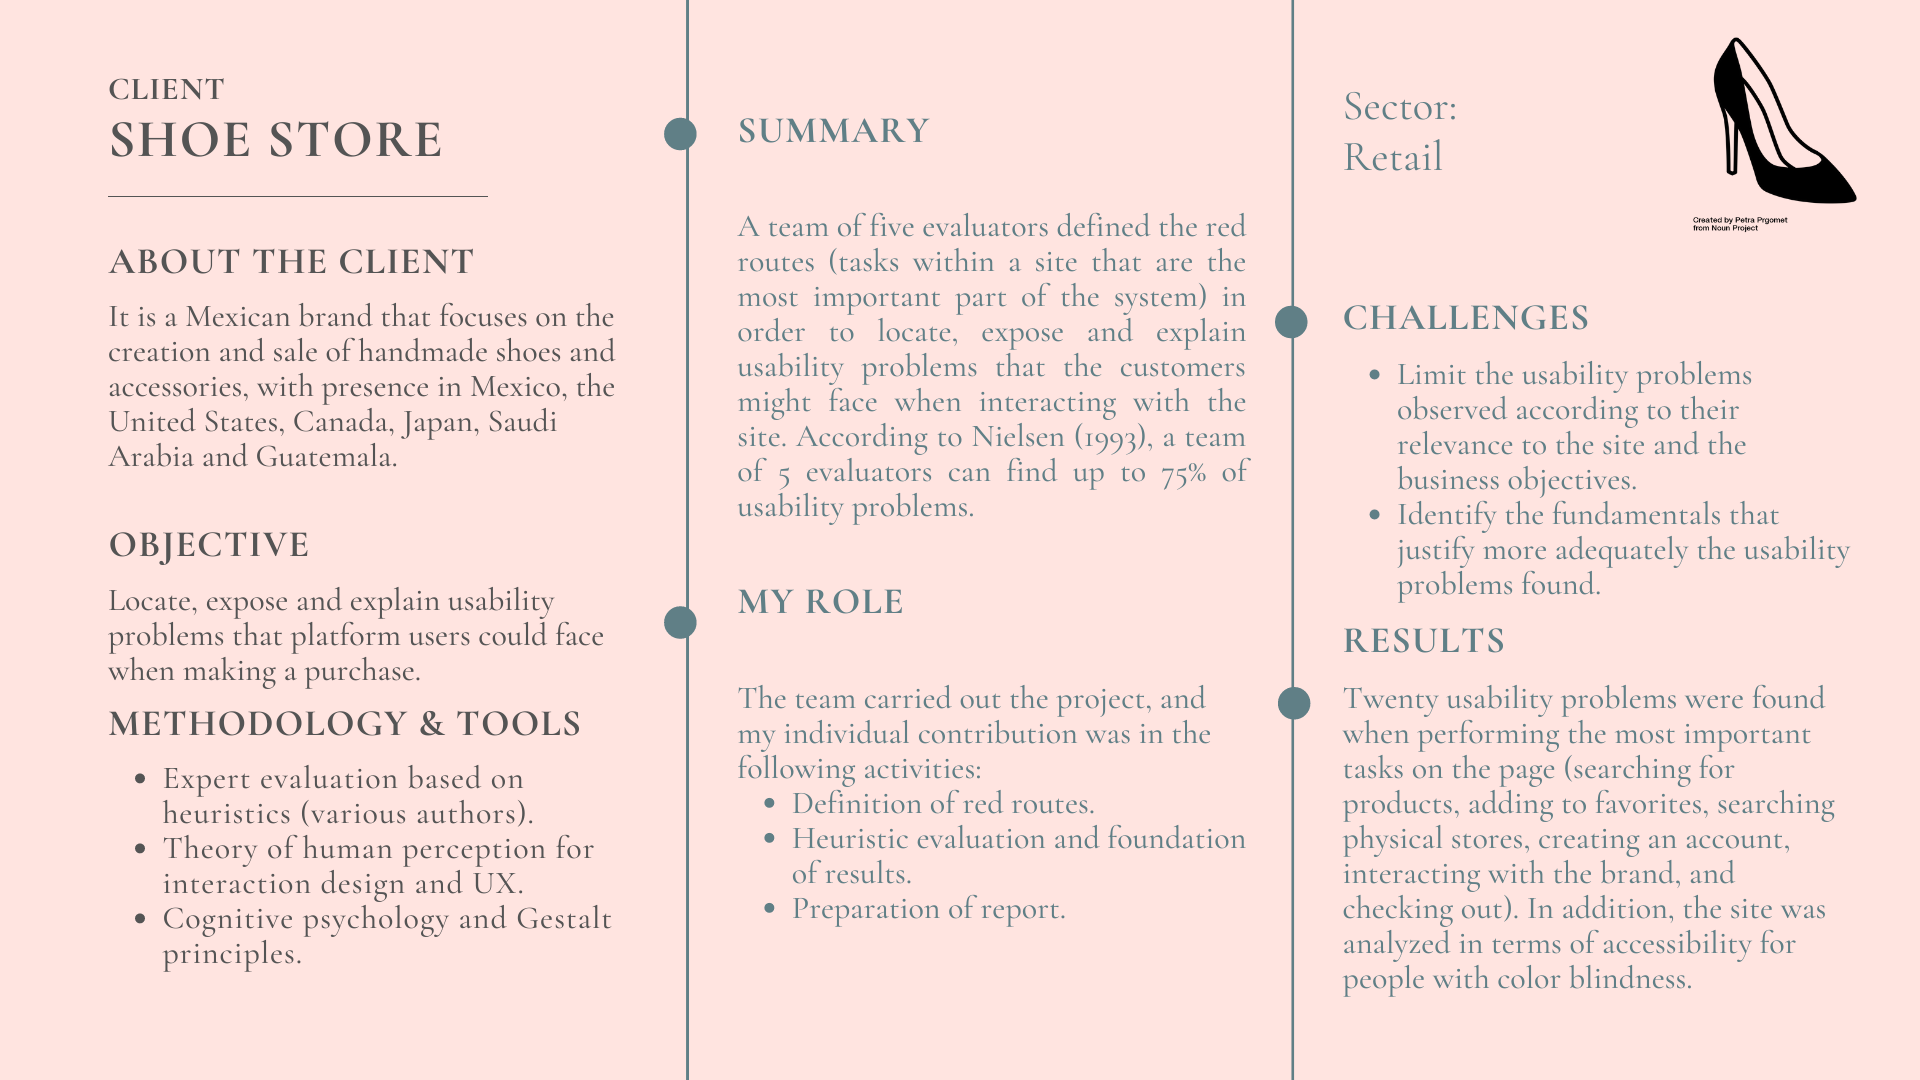 CLIENT
SHOE STORE
ABOUT THE CLIENT
It is a Mexican brand that focuses on the
creation and sale of handmade shoes and
accessories, with presence in Mexico, the
United States, Canada, Japan, Saudi
Arabia and Guatemala.
OBJECTIVE
Locate, expose and explain usability
problems that platform users could face
when making a purchase.
METHODOLOGY & TOOLS
• Expert evaluation based on
heuristics (various authors).
• Theory of human perception for
interaction design and UX.
• Cognitive psychology and Gestalt
principles.
SUMMARY
A team of five evaluators defined the red
routes (tasks within a site that are the
most important part of the system) in
order to locate, expose and explain
usability problems that the customers
might face when interacting with the
site. According to Nielsen (1993), a team
of 5 evaluators can find up to 75% of
usability problems.
MY ROLE
The team carried out the project, and
my individual contribution was in the
following activities:
• Definition of red routes.
• Heuristic evaluation and foundation
of results.
• Preparation of report.
Sector:
Retail
Created by Petra Prgomet
from Noun Project
CHALLENGES
• Limit the usability problems
observed according to their
relevance to the site and the
business objectives.
• Identify the fundamentals that
justify more adequately the usability
problems found.
RESULTS
Twenty usability problems were found
when performing the most important
tasks on the page (searching for
products, adding to favorites, searching
physical stores, creating an account,
interacting with the brand, and
checking out). In addition, the site was
analyzed in terms of accessibility for
people with color blindness.